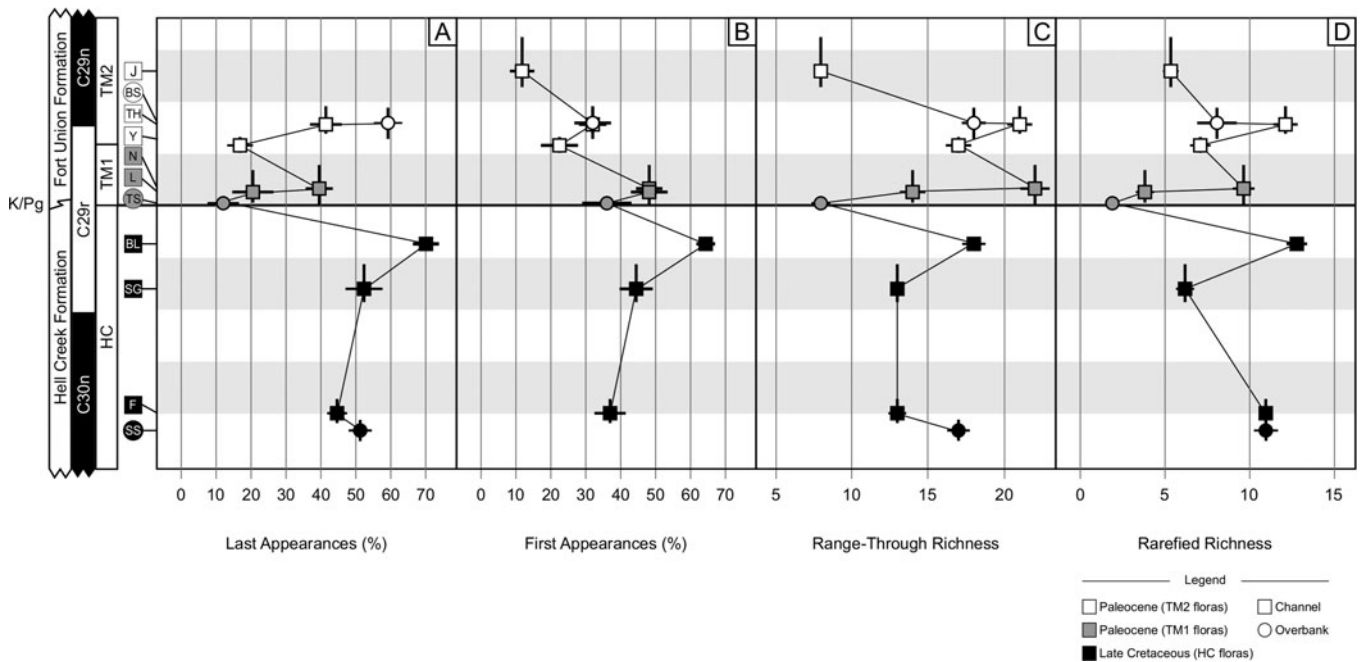 A B C D
Fort Union Formation
Hell Creek Formation
C29n
C29r
C30n
TM2
TM1
HC
K/Pg
J
BS
TH
Y
N
L
TS
BL
SG
F
SS
0 10 20 30 40 50 60 70
0 10 20 30 40 50 60 70
5 10 15 20
0 5 10 15
Last Appearances (%)
First Appearances (%)
Range-Through Richness
Rarefied Richness
Legend
Paleocene (TM2 floras)
Channel
Paleocene (TM1 floras)
Overbank
Late Cretaceous (HC floras)